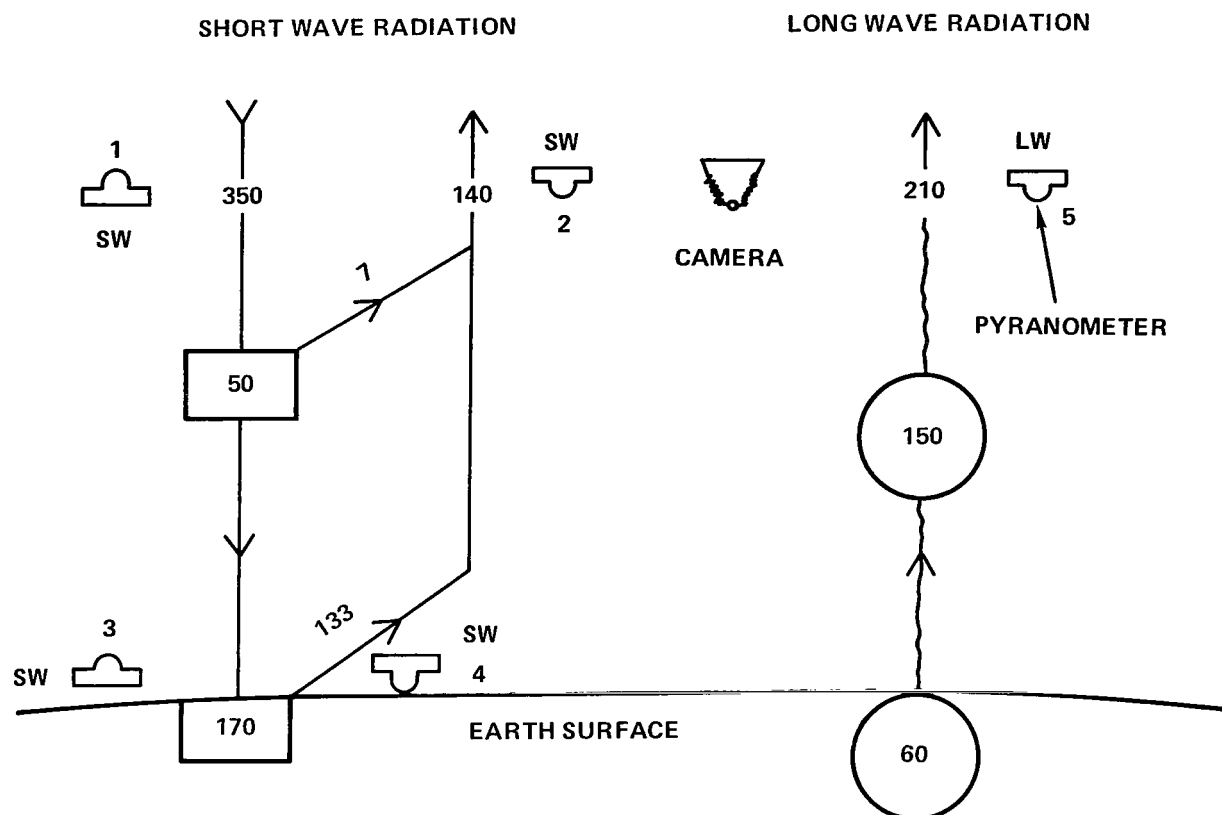 SHORT WAVE RADIATION
LONG WAVE RADIATION
1
350
SW
140
SW
2
CAMERA
210
LW
5
PYRANOMETER
7
50
150
133
3
SW
SW
4
170
EARTH SURFACE
60